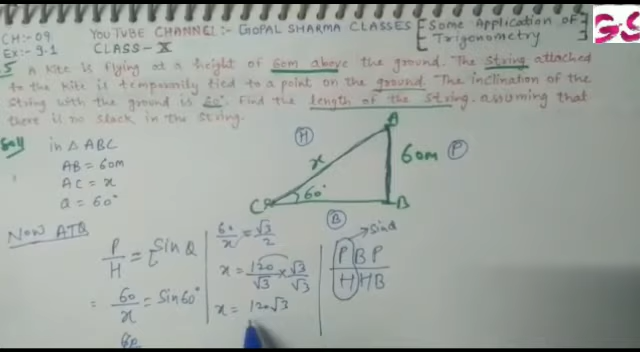 CH:-09 YOUTUBE CHANNEL:- GOPAL SHARMA CLASSES [Some Application OF Trigonometry]
EX:-9.1 CLASS-X
GS
5 A kite is flying at a height of 60m above the ground. The string attached
to the kite is temporarily tied to a point on the ground. The inclination of the
string with the ground is 60°. Find the length of the string. assuming that
there is no slack in the string.
Sol
in △ABC
AB = 60m
AC = x
Q = 60°
A
H
x
60m P
60°
C
B
B
Now ATQ
P/H = Sin Q
= 60/x = Sin 60°
60
60/x = √3/2
x = 120/√3 × √3/√3
x = 120√3
Sin Q
P B P
H H B